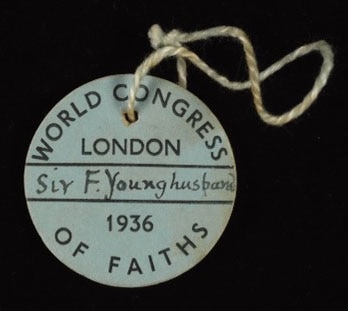 WORLD CONGRESS
LONDON
Sir F. Younghusband
1936
OF FAITHS